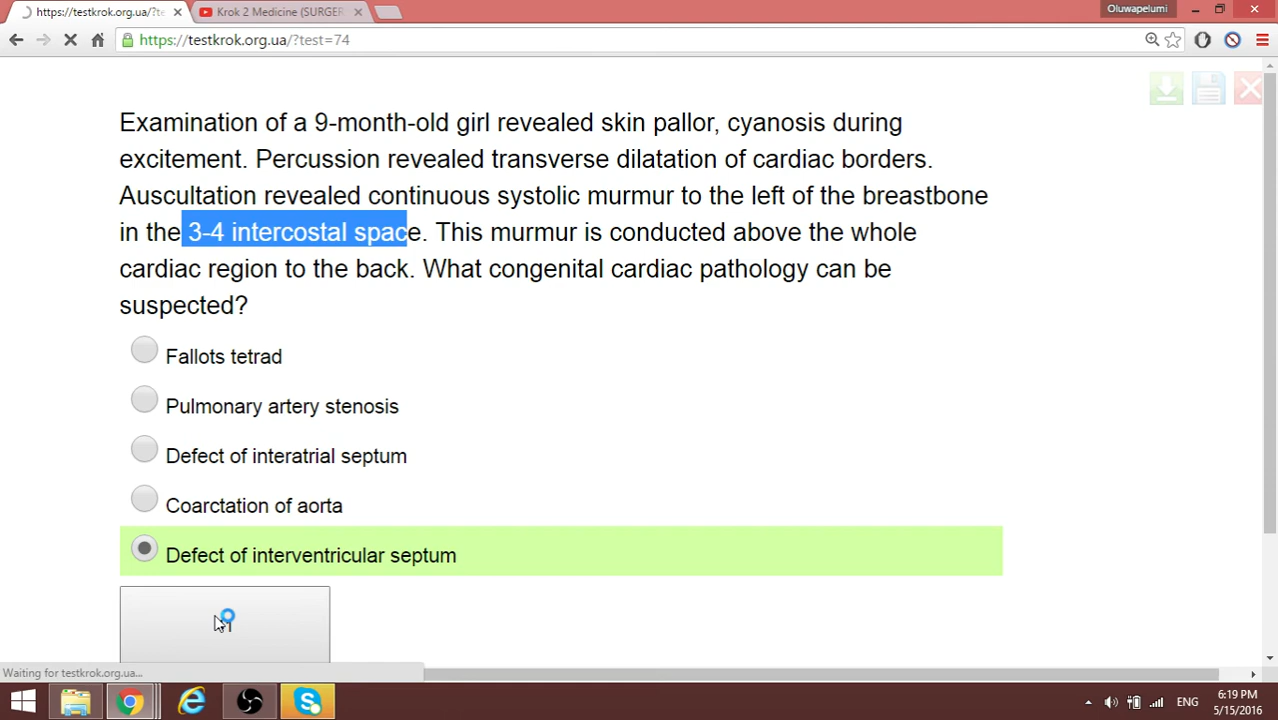 https://testkrok.org.ua/?te
Krok 2 Medicine (SURGER
Oluwapelumi
https://testkrok.org.ua/?test=74
Examination of a 9-month-old girl revealed skin pallor, cyanosis during
excitement. Percussion revealed transverse dilatation of cardiac borders.
Auscultation revealed continuous systolic murmur to the left of the breastbone
in the 3-4 intercostal space. This murmur is conducted above the whole
cardiac region to the back. What congenital cardiac pathology can be
suspected?
Fallots tetrad
Pulmonary artery stenosis
Defect of interatrial septum
Coarctation of aorta
Defect of interventricular septum
Waiting for testkrok.org.ua...
ENG
6:19 PM
5/15/2016